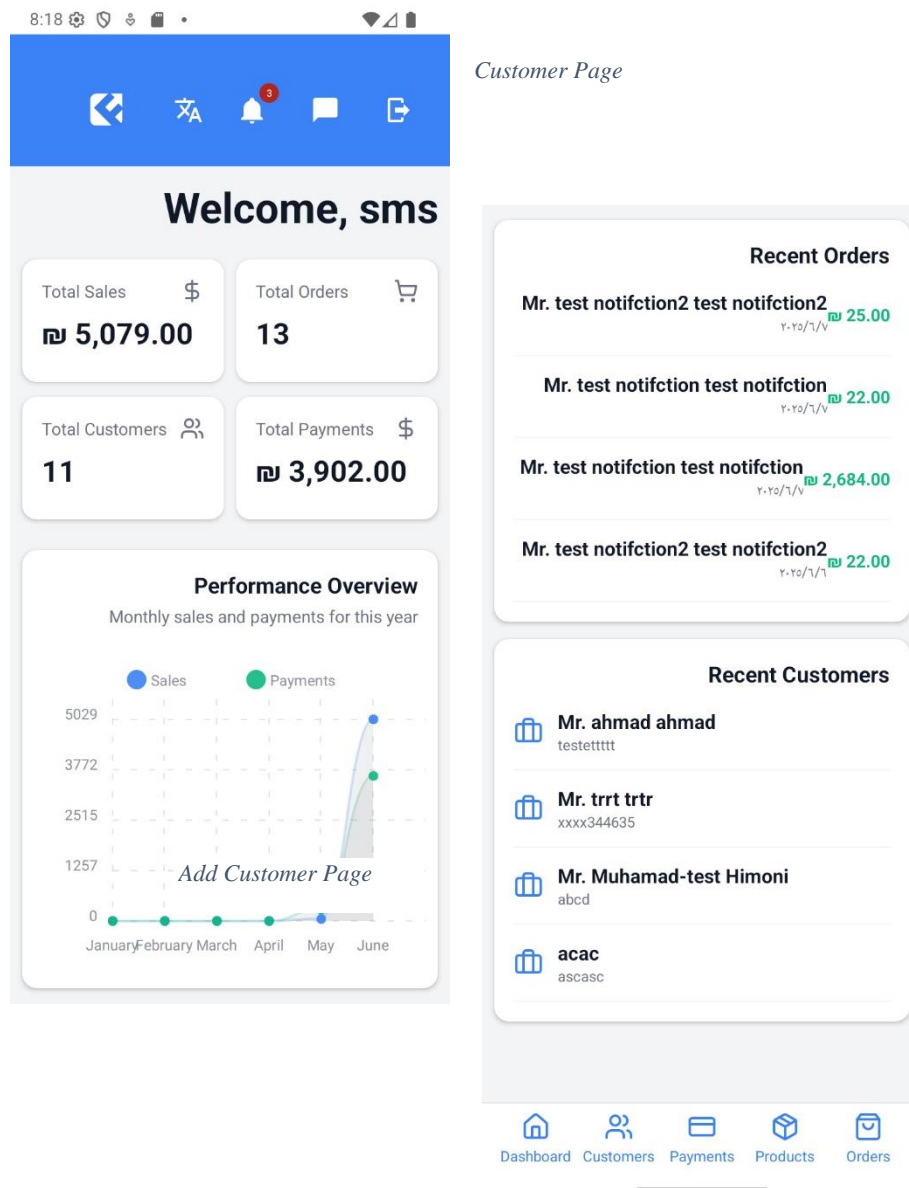 8:18
Customer Page
3
Welcome, sms
Total Sales
₪ 5,079.00
Total Orders
13
Total Customers
11
Total Payments
₪ 3,902.00
Performance Overview
Monthly sales and payments for this year
Sales Payments
5029
3772
2515
1257
0
January February March April May June
Add Customer Page
Recent Orders
Mr. test notifction2 test notifction2
₪ 25.00
٢٠٢٥/٦/٧
Mr. test notifction test notifction
₪ 22.00
٢٠٢٥/٦/٧
Mr. test notifction test notifction
₪ 2,684.00
٢٠٢٥/٦/٧
Mr. test notifction2 test notifction2
₪ 22.00
٢٠٢٥/٦/٦
Recent Customers
Mr. ahmad ahmad
testettttt
Mr. trrt trtr
xxxx344635
Mr. Muhamad-test Himoni
abcd
acac
ascasc
Dashboard Customers Payments Products Orders